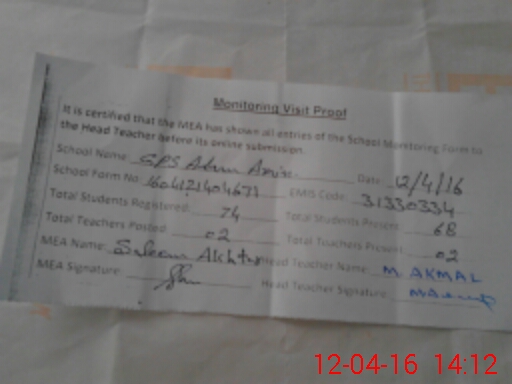 Monitoring Visit Proof
It is certified that the MEA has shown all entries of the School Monitoring Form to
the Head Teacher before its online submission.
School Name GPS Date 12/4/16
School Form No. EMIS Code: 31330334
Total Students Registered: 74 Total Students Present: 68
Total Teachers Posted: 02 Total Teachers Present: 02
MEA Name: Saleem Akhtar Head Teacher Name: M. AKMAL
MEA Signature: Head Teacher Signature:
12-04-16 14:12